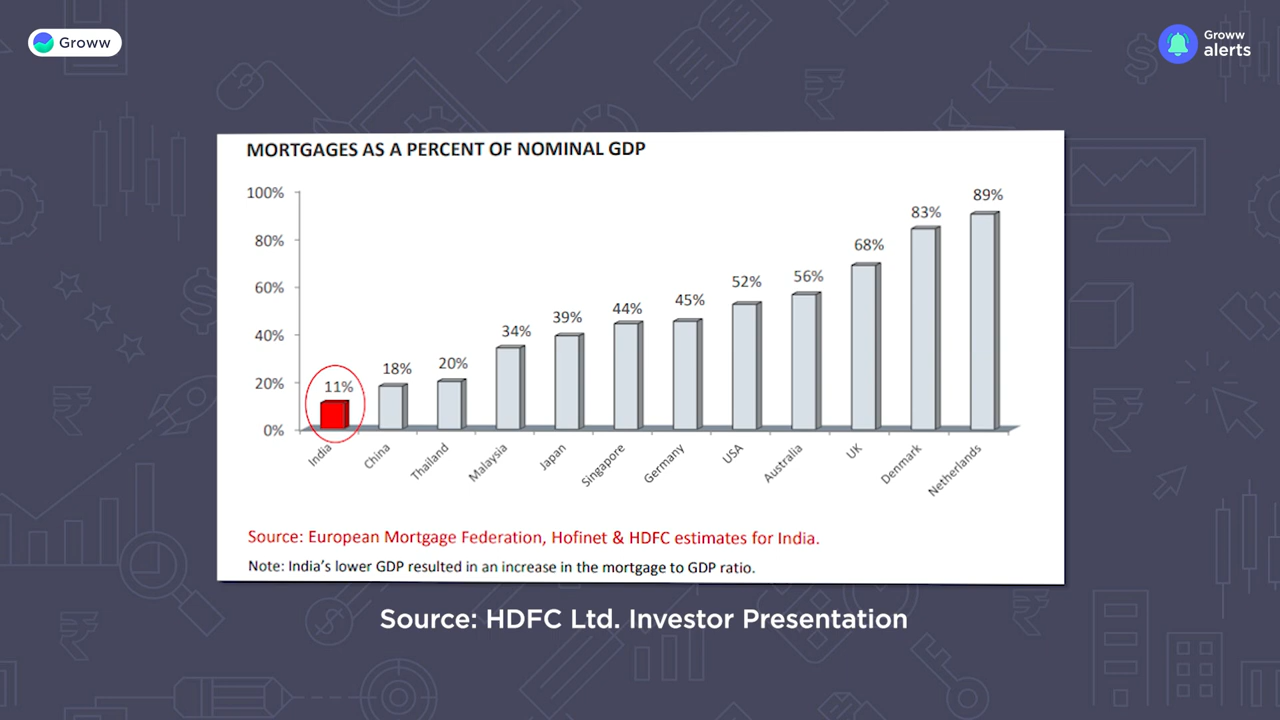 Groww
Groww
alerts
MORTGAGES AS A PERCENT OF NOMINAL GDP
100%
80%
60%
40%
20%
0%
11%
18%
20%
34%
39%
44%
45%
52%
56%
68%
83%
89%
India
China
Thailand
Malaysia
Japan
Singapore
Germany
USA
Australia
UK
Denmark
Netherlands
Source: European Mortgage Federation, Hofinet & HDFC estimates for India.
Note: India's lower GDP resulted in an increase in the mortgage to GDP ratio.
Source: HDFC Ltd. Investor Presentation